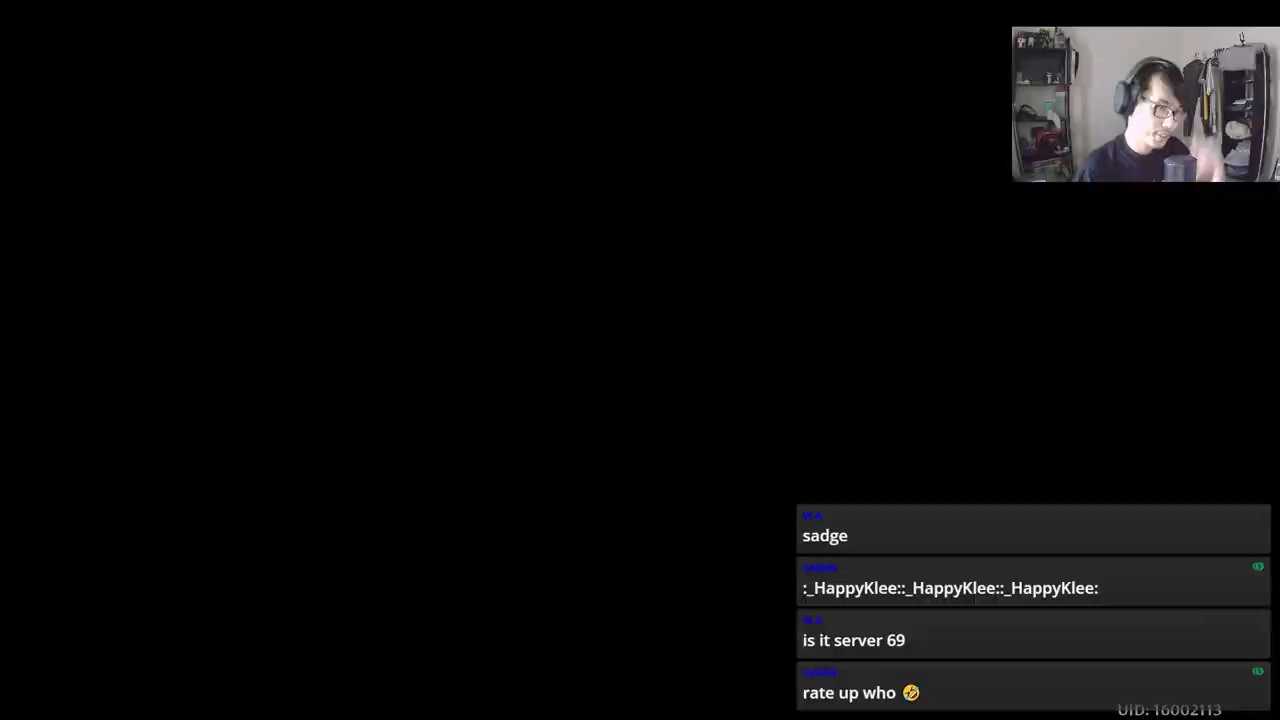 sadge
:_HappyKlee::_HappyKlee::_HappyKlee:
is it server 69
rate up who 🤣
UID: 16002113